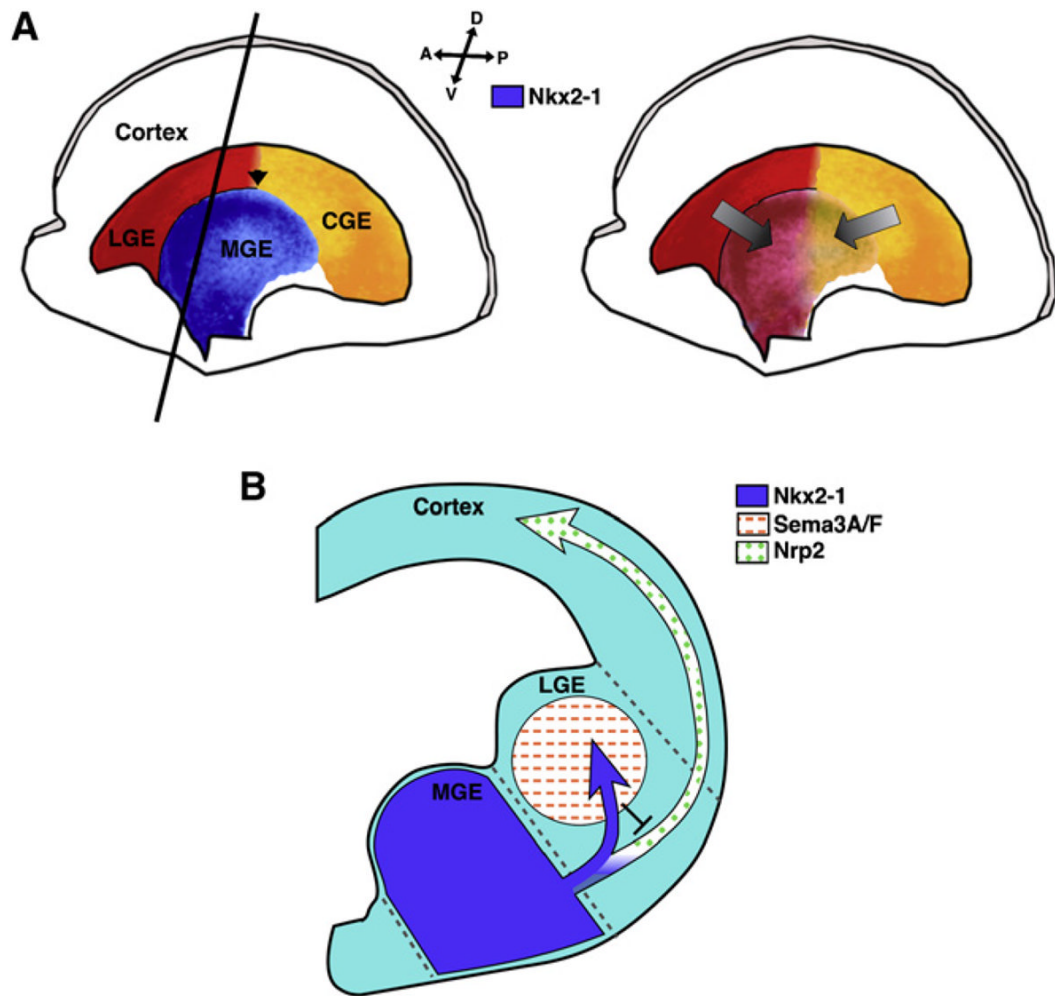 A
D
A P
V
Nkx2-1
Cortex
LGE
MGE
CGE
B
Cortex
Nkx2-1
Sema3A/F
Nrp2
LGE
MGE